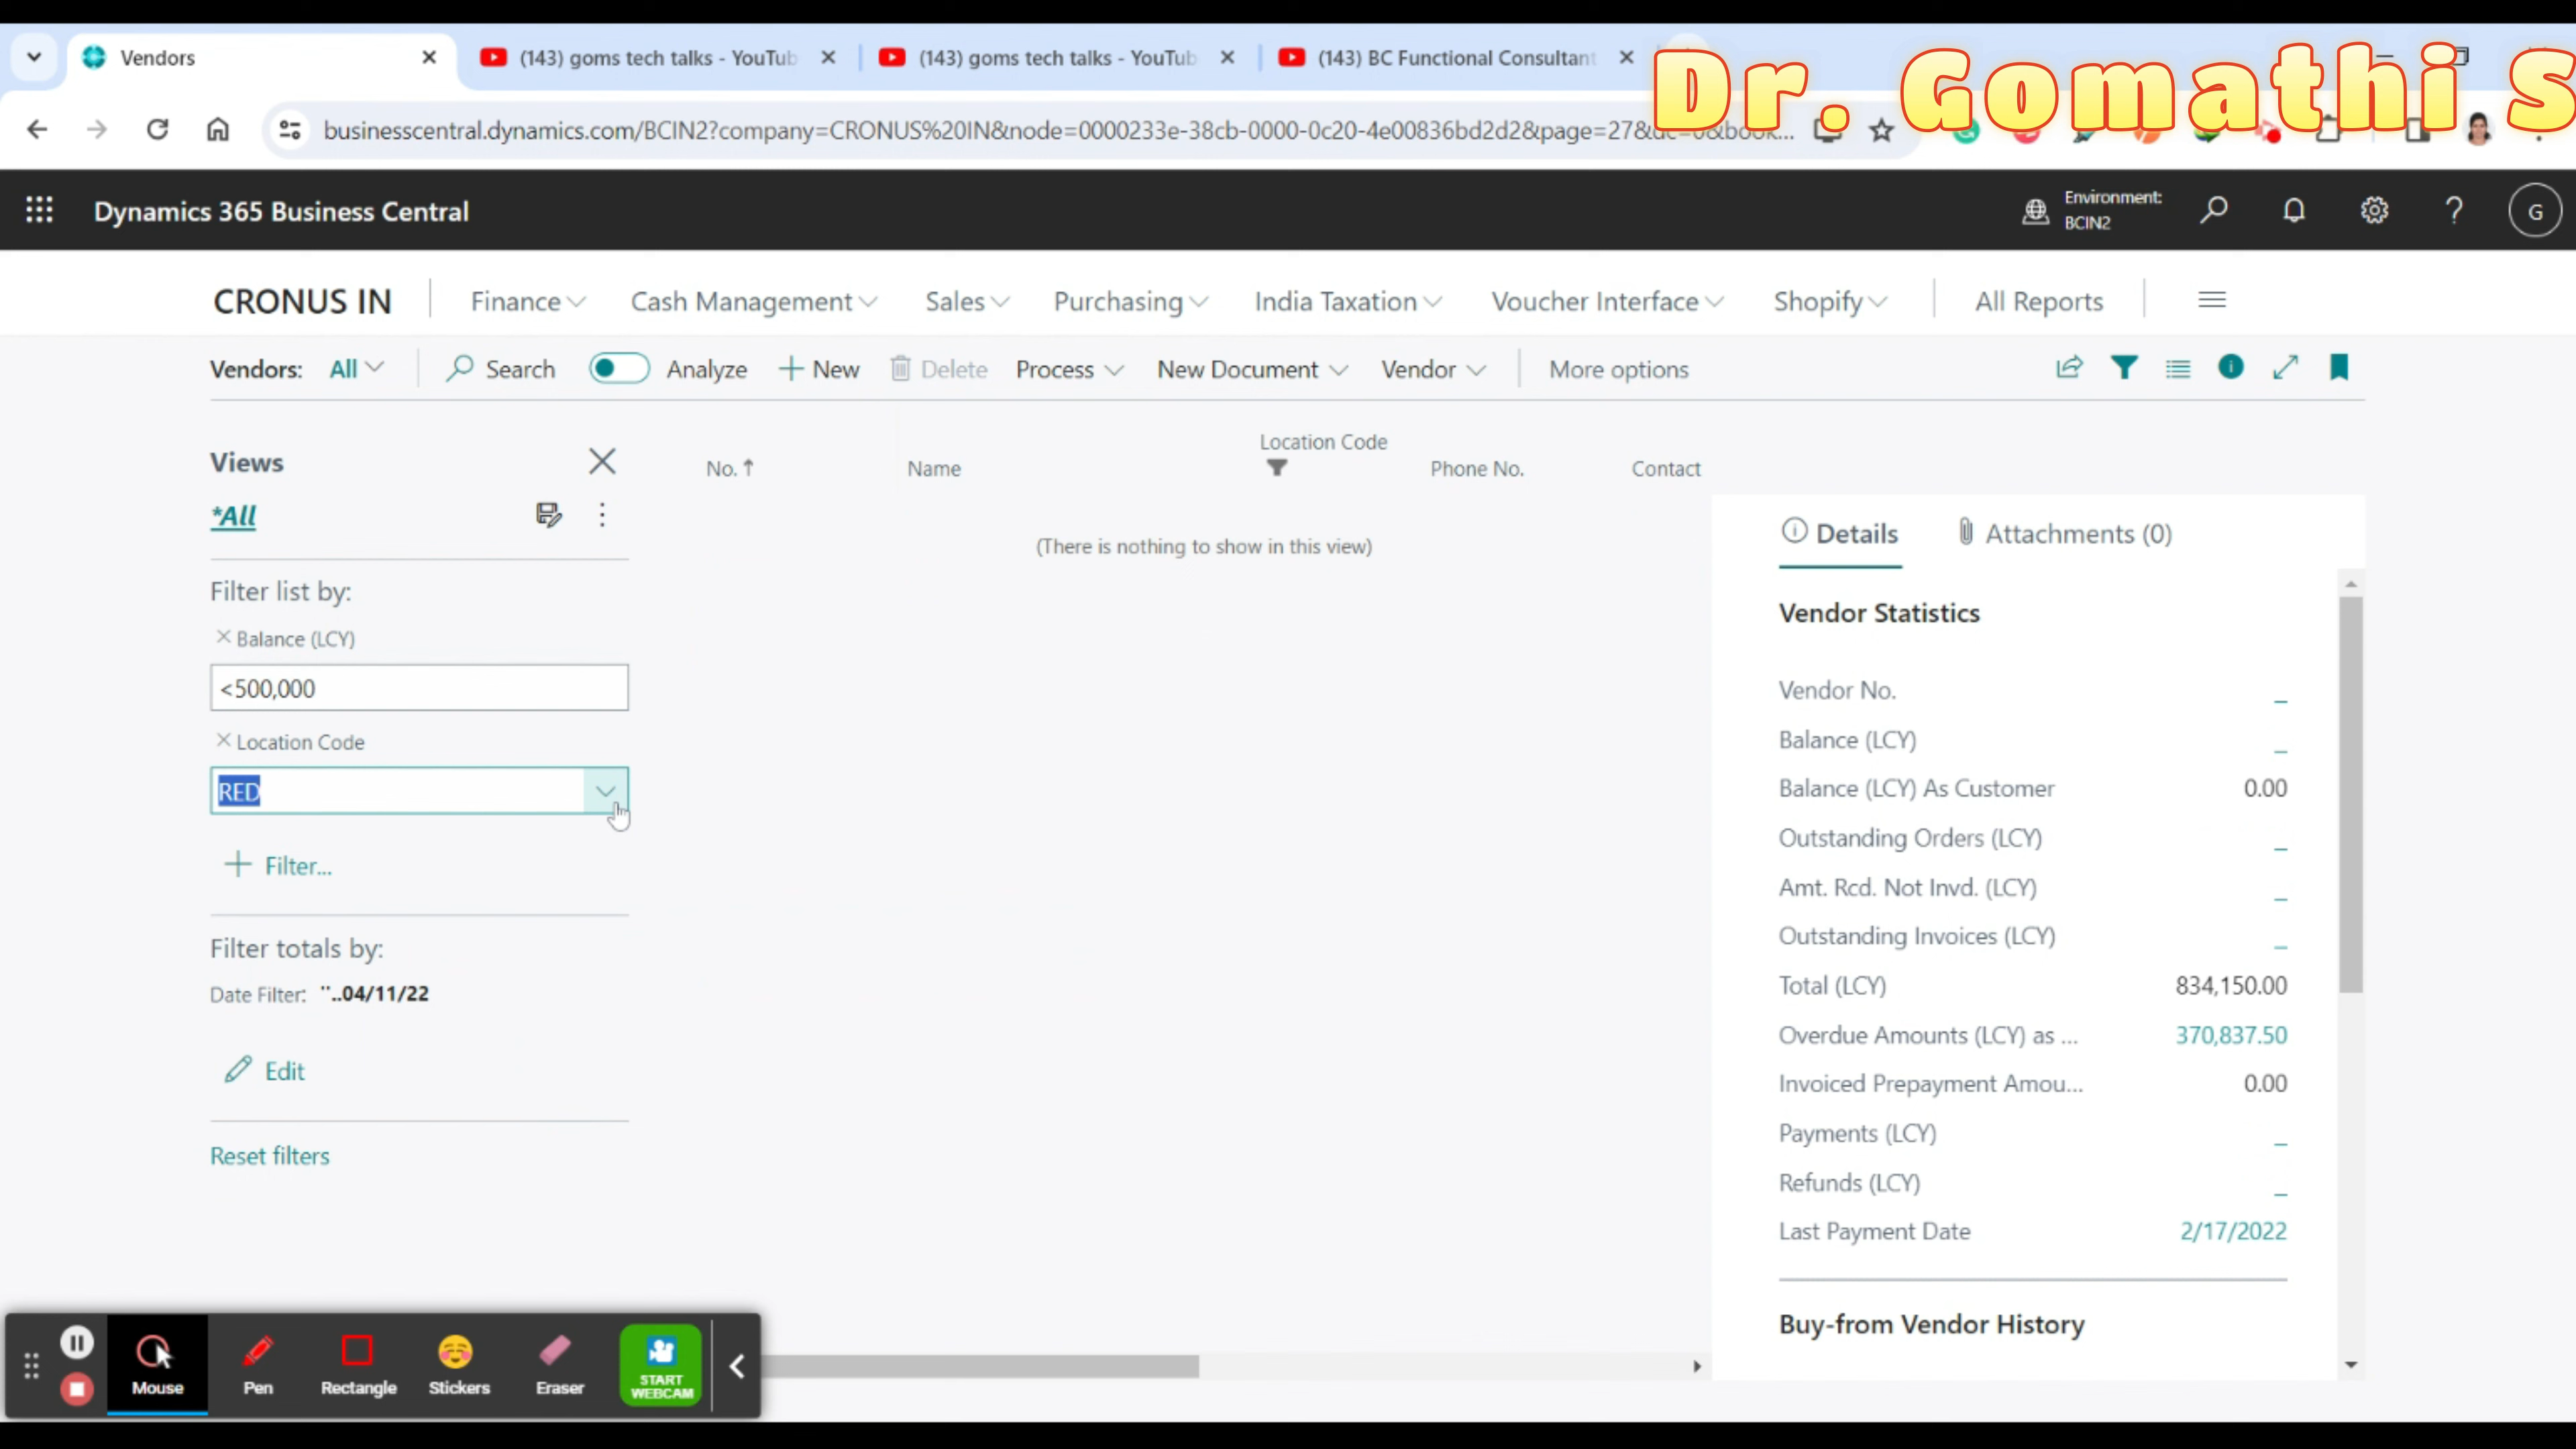 Vendors
(143) goms tech talks - YouTub
(143) goms tech talks - YouTub
(143) BC Functional Consultant
Dr. Gomathi S
businesscentral.dynamics.com/BCIN2?company=CRONUS%20IN&node=0000233e-38cb-0000-0c20-4e00836bd2d2&page=27&dc=0&book...
Dynamics 365 Business Central
Environment:
BCIN2
?
G
CRONUS IN
Finance
Cash Management
Sales
Purchasing
India Taxation
Voucher Interface
Shopify
All Reports
Vendors: All
Search
Analyze
New
Delete
Process
New Document
Vendor
More options
Views
*All
Filter list by:
Balance (LCY)
<500,000
Location Code
RED
Filter...
Filter totals by:
Date Filter: ''..04/11/22
Edit
Reset filters
No.↑
Name
Location Code
Phone No.
Contact
(There is nothing to show in this view)
Details
Attachments (0)
Vendor Statistics
Vendor No. _
Balance (LCY) _
Balance (LCY) As Customer 0.00
Outstanding Orders (LCY) _
Amt. Rcd. Not Invd. (LCY) _
Outstanding Invoices (LCY) _
Total (LCY) 834,150.00
Overdue Amounts (LCY) as ... 370,837.50
Invoiced Prepayment Amou... 0.00
Payments (LCY) _
Refunds (LCY) _
Last Payment Date 2/17/2022
Buy-from Vendor History
Mouse
Pen
Rectangle
Stickers
Eraser
START
WEBCAM